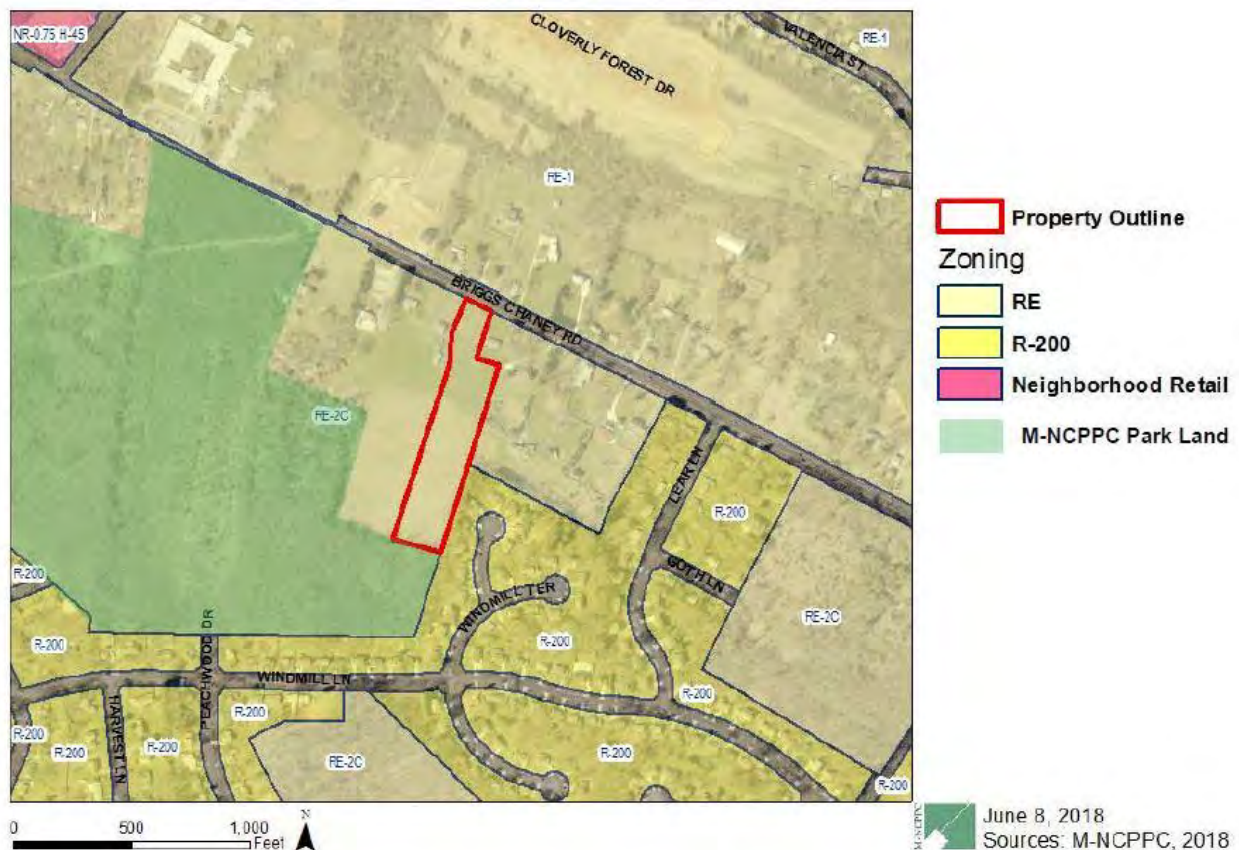 NR-0.75 H-45
CLOVERLY FOREST DR
VALENCIA ST
RE-1
RE-1
BRIGGS CHANEY RD
RE-2C
LEAR LN
R-200
GOTH LN
R-200
WINDMILL TER
R-200
RE-2C
R-200
PEACHWOOD DR
WINDMILL LN
R-200
R-200
R-200
HARVEST LN
R-200
R-200
RE-2C
R-200
R-200
Property Outline
Zoning
RE
R-200
Neighborhood Retail
M-NCPPC Park Land
0 500 1,000
Feet
N
M-NCPPC
June 8, 2018
Sources: M-NCPPC, 2018